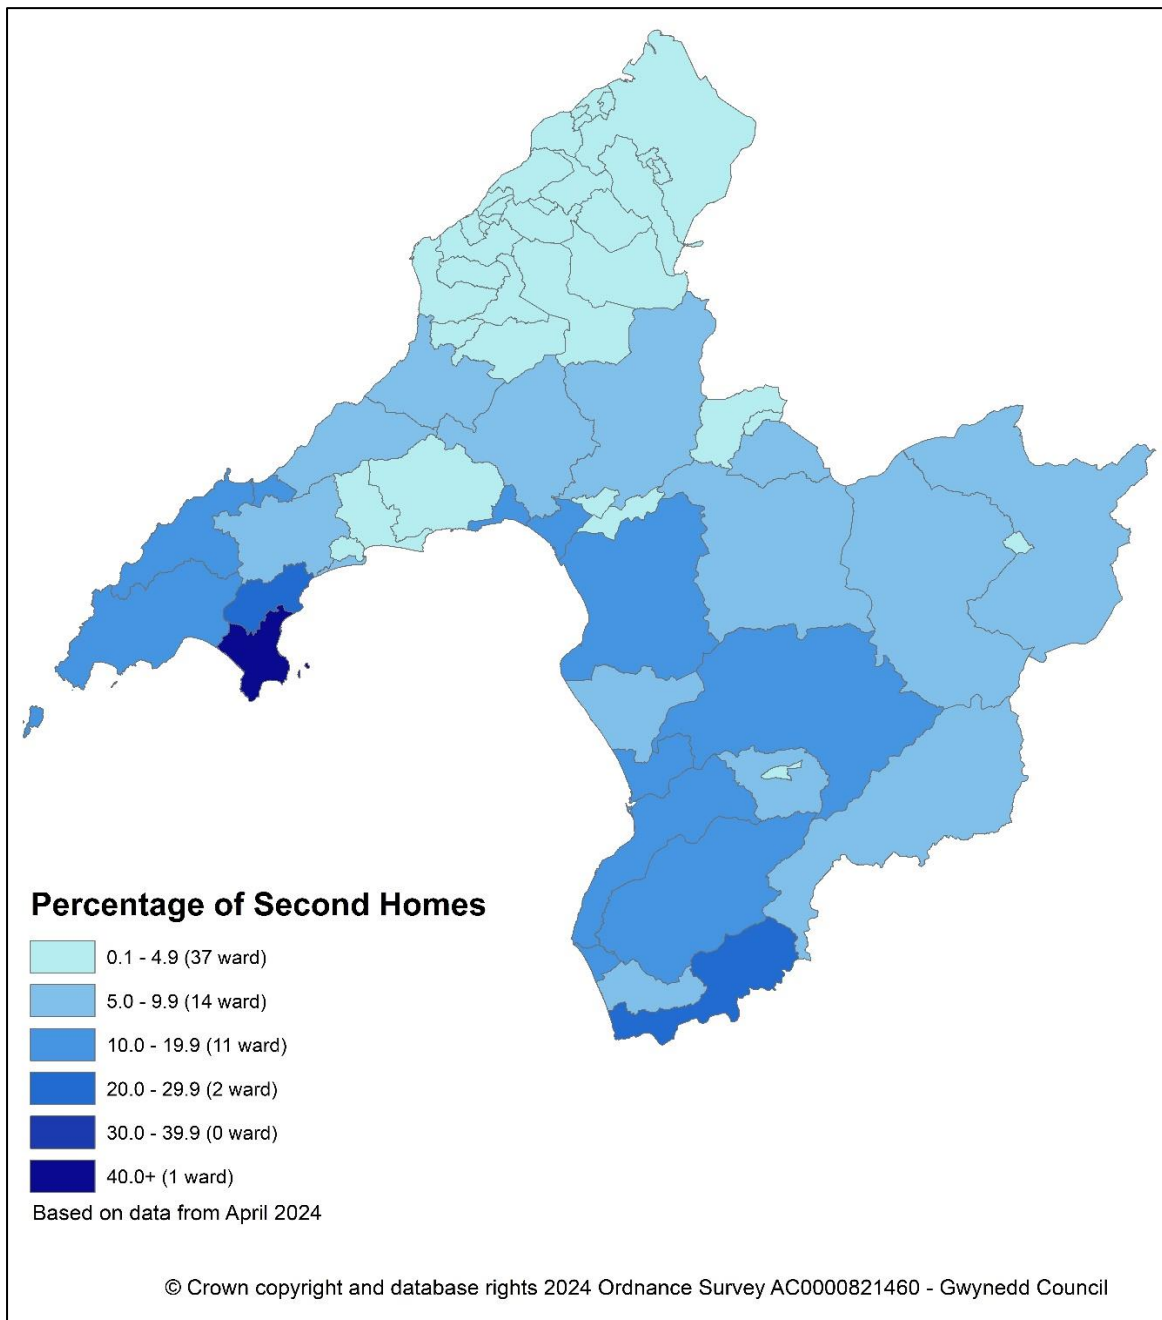 Percentage of Second Homes
0.1 - 4.9 (37 ward)
5.0 - 9.9 (14 ward)
10.0 - 19.9 (11 ward)
20.0 - 29.9 (2 ward)
30.0 - 39.9 (0 ward)
40.0+ (1 ward)
Based on data from April 2024
© Crown copyright and database rights 2024 Ordnance Survey AC0000821460 - Gwynedd Council